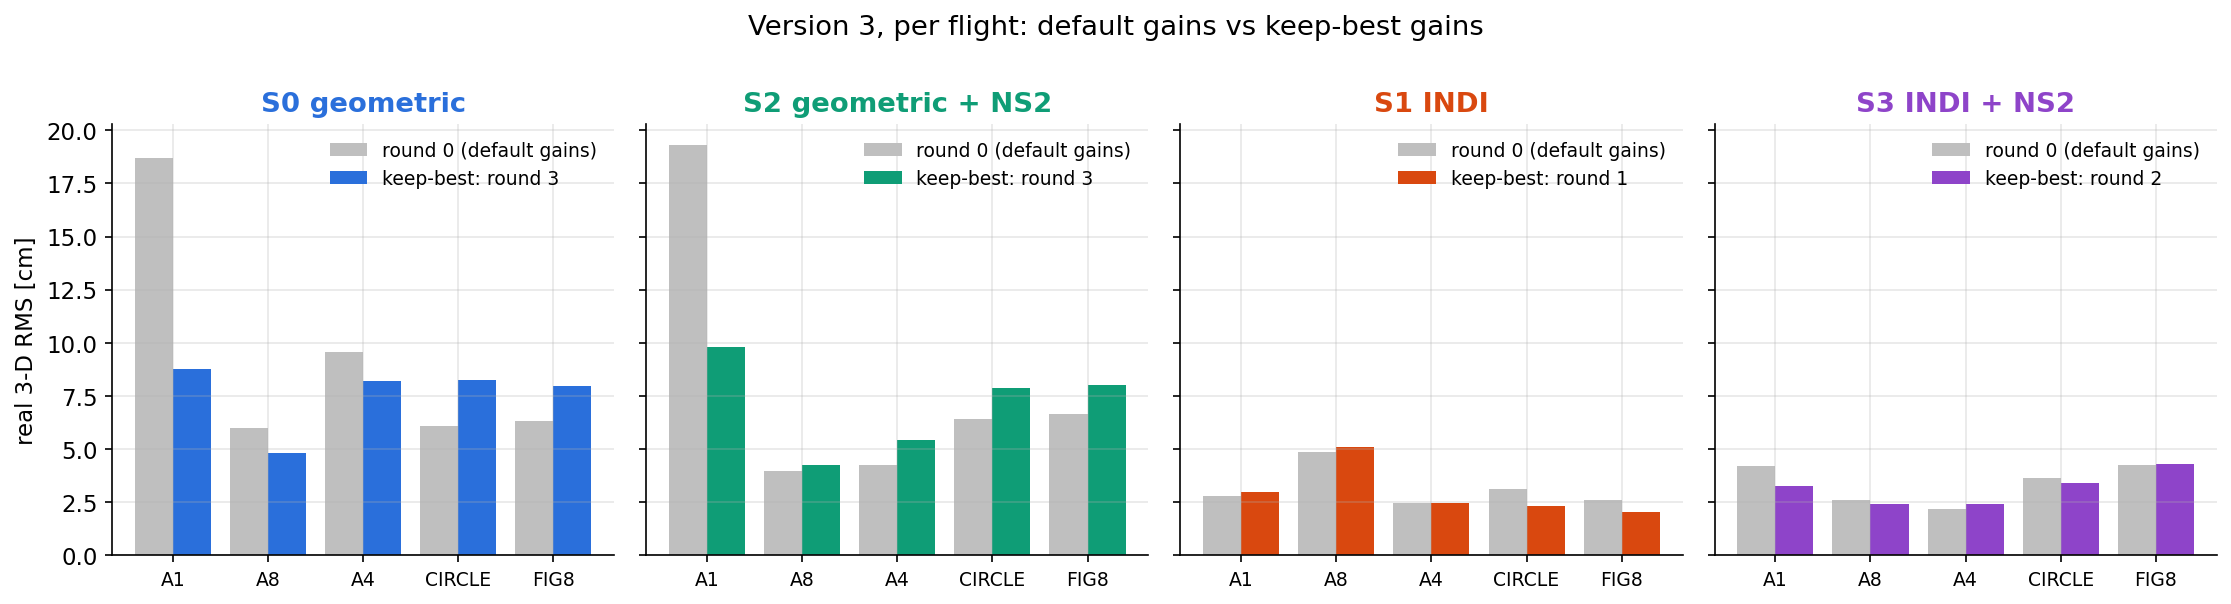 Version 3, per flight: default gains vs keep-best gains
S0 geometric
S2 geometric + NS2
S1 INDI
S3 INDI + NS2
real 3-D RMS [cm]
20.0
17.5
15.0
12.5
10.0
7.5
5.0
2.5
0.0
round 0 (default gains)
keep-best: round 3
round 0 (default gains)
keep-best: round 3
round 0 (default gains)
keep-best: round 1
round 0 (default gains)
keep-best: round 2
A1 A8 A4 CIRCLE FIG8
A1 A8 A4 CIRCLE FIG8
A1 A8 A4 CIRCLE FIG8
A1 A8 A4 CIRCLE FIG8